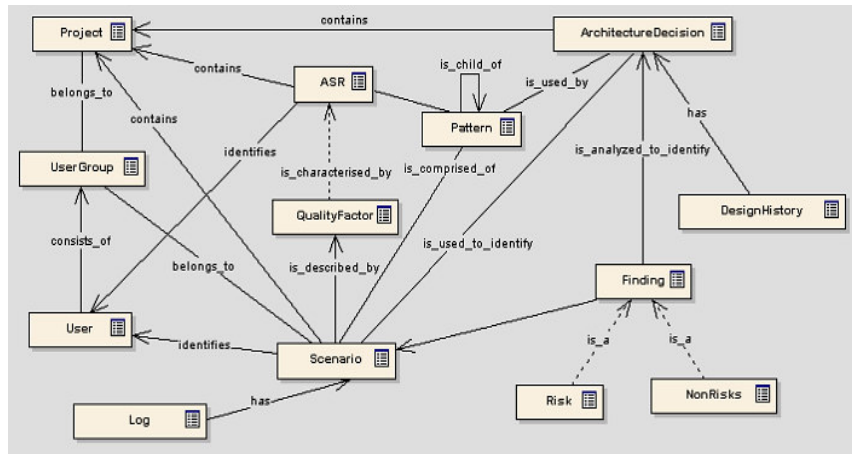 contains
Project
ArchitectureDecision
is_child_of
contains
ASR
is_used_by
belongs_to
contains
Pattern
has
identifies
is_analyzed_to_identify
UserGroup
is_characterised_by
is_comprised_of
QualityFactor
DesignHistory
consists_of
is_used_to_identify
belongs_to
is_described_by
Finding
User
identifies
Scenario
is_a
is_a
has
Risk
NonRisks
Log